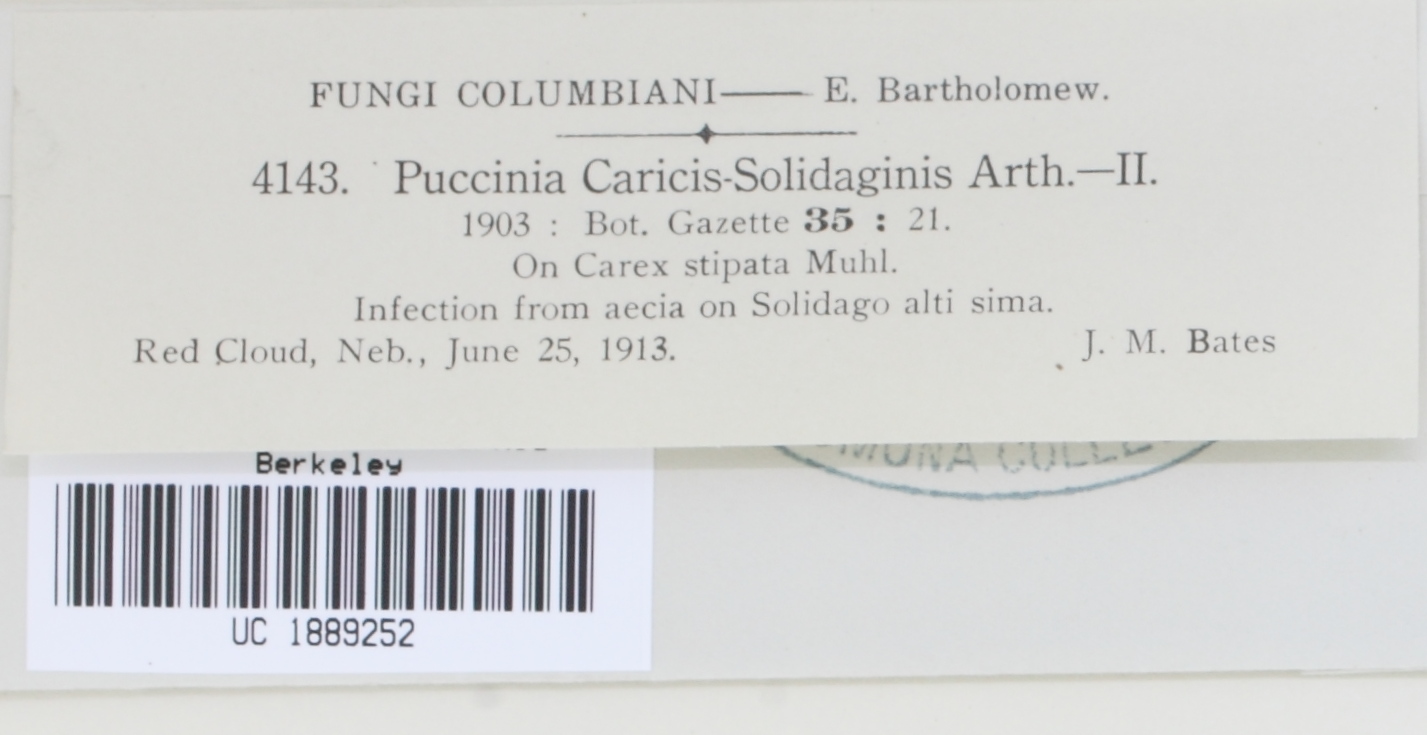 FUNGI COLUMBIANI—— E. Bartholomew.
4143. Puccinia Caricis-Solidaginis Arth.—II.
1903 : Bot. Gazette 35 : 21.
On Carex stipata Muhl.
Infection from aecia on Solidago alti sima.
Red Cloud, Neb., June 25, 1913. J. M. Bates
Berkeley
UC 1889252